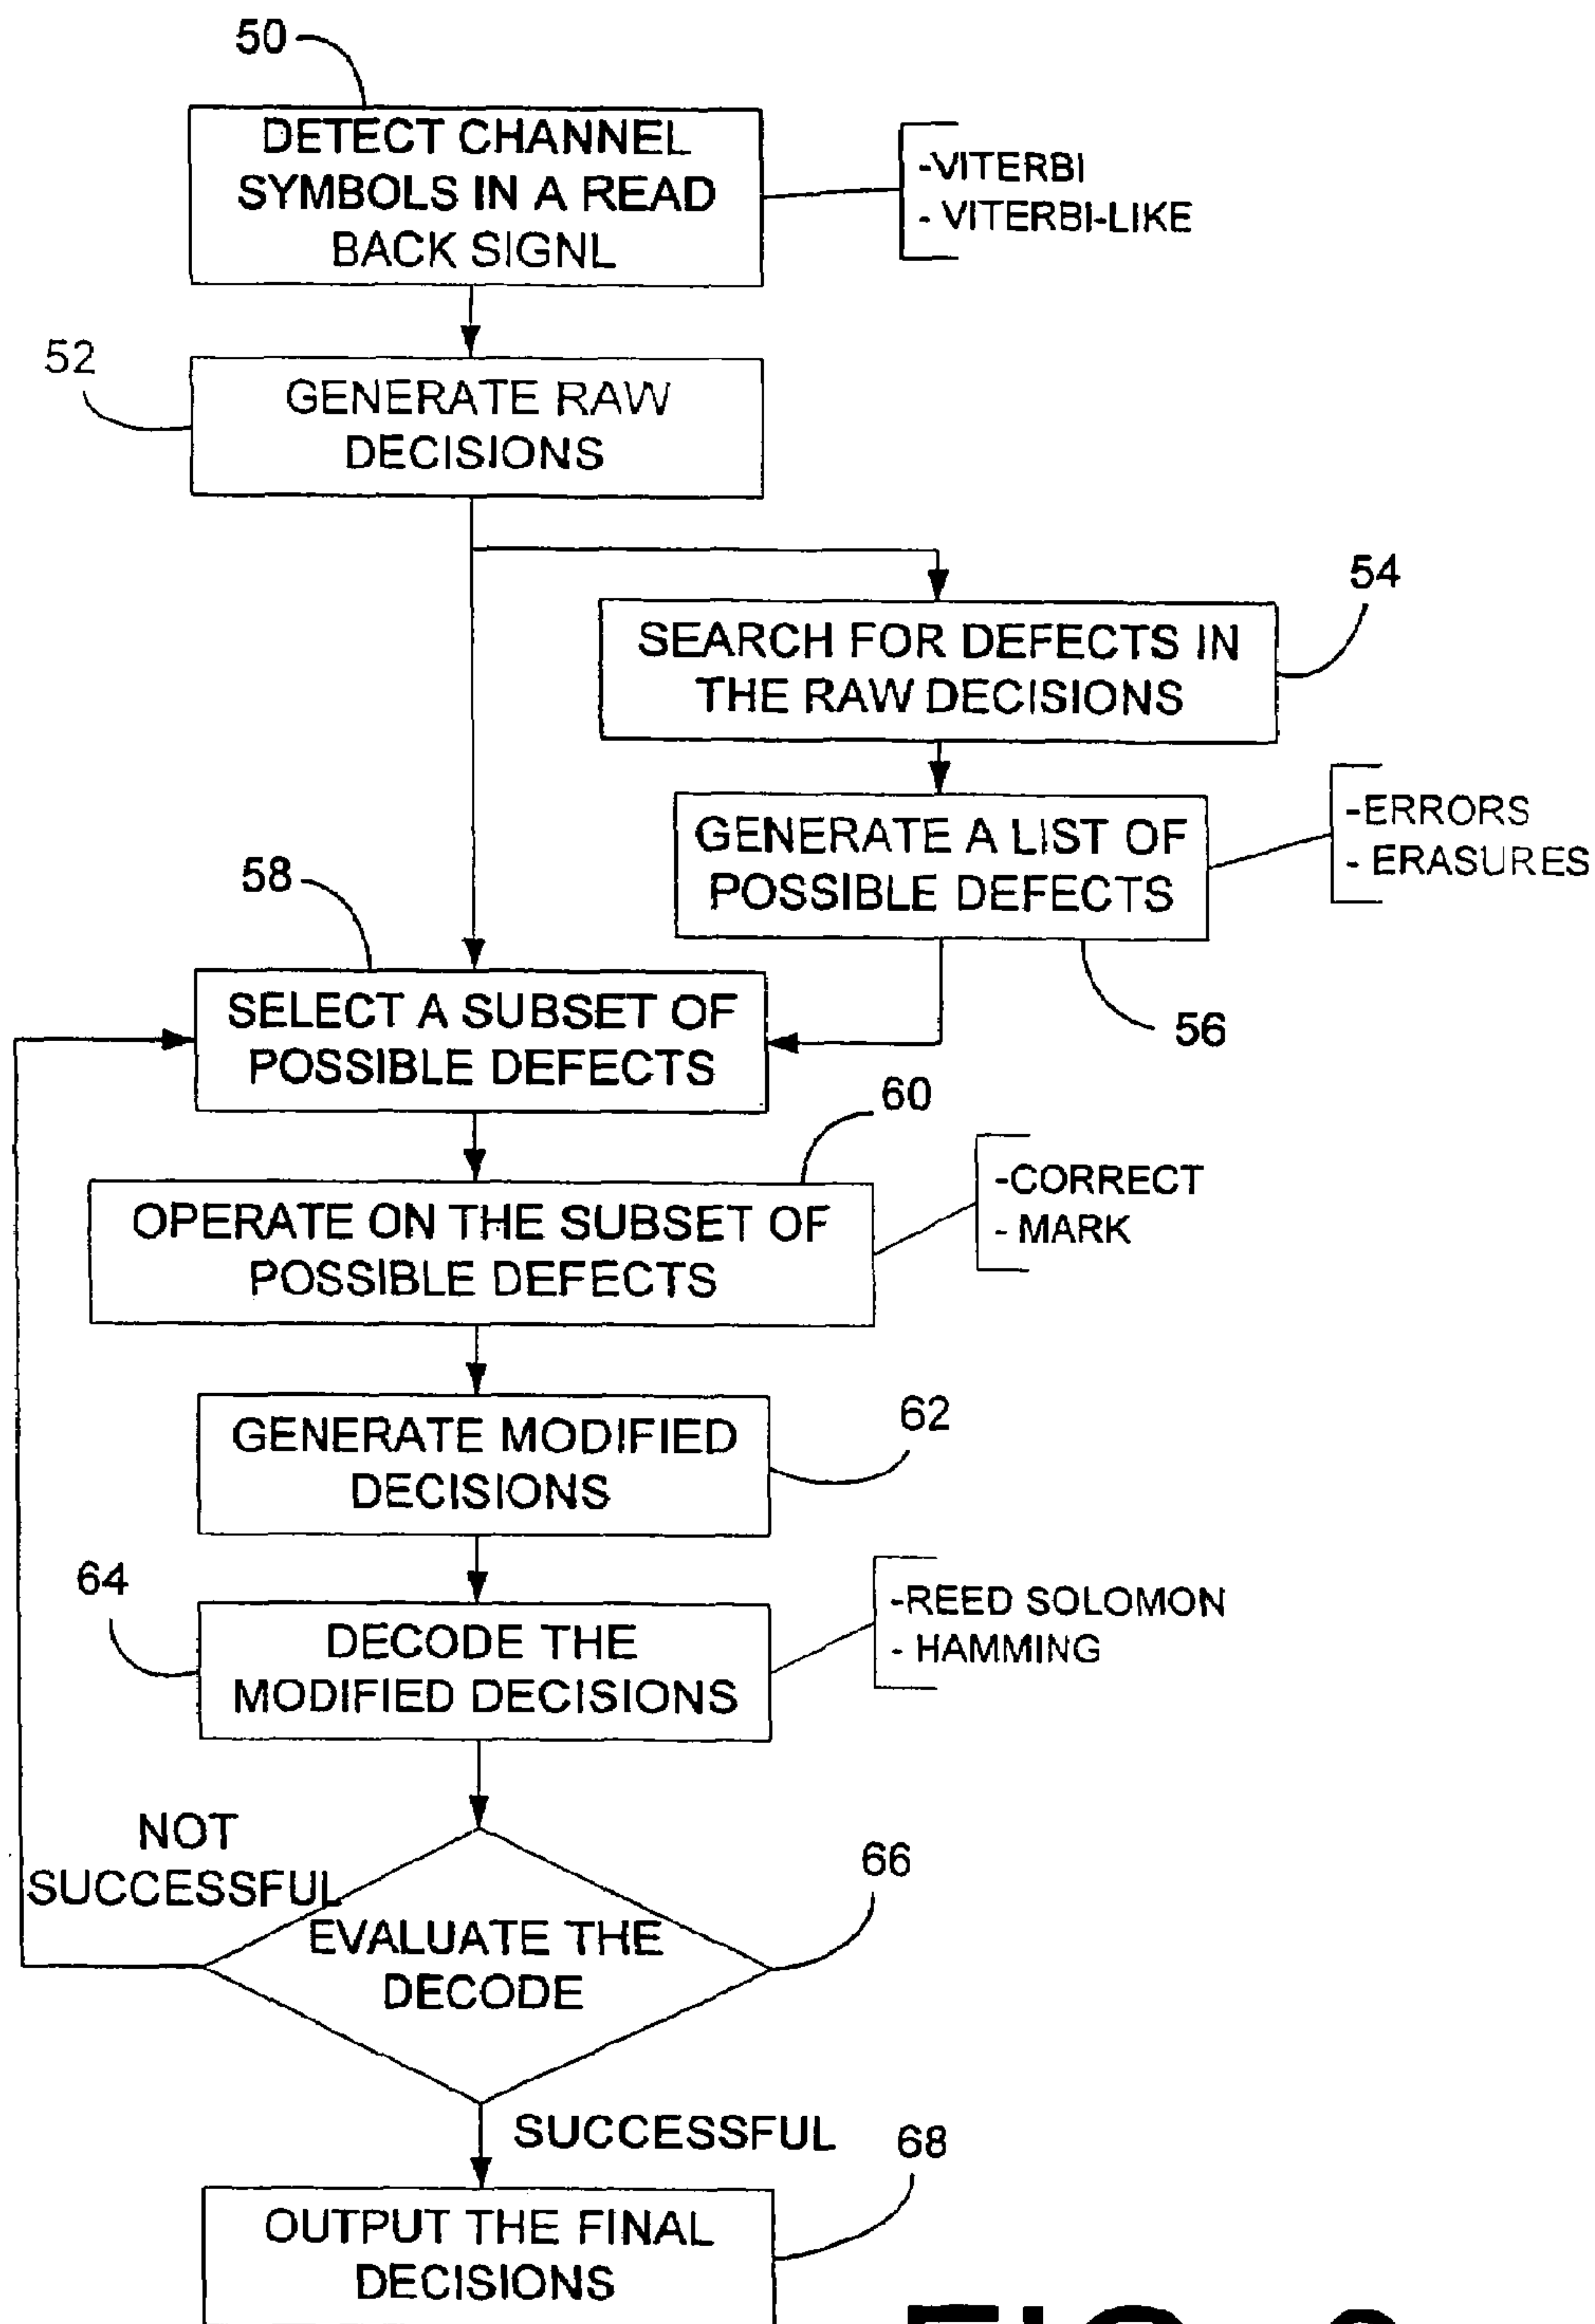 50
DETECT CHANNEL
SYMBOLS IN A READ
BACK SIGNL
-VITERBI
- VITERBI-LIKE
52
GENERATE RAW
DECISIONS
54
SEARCH FOR DEFECTS IN
THE RAW DECISIONS
GENERATE A LIST OF
POSSIBLE DEFECTS
-ERRORS
- ERASURES
56
58
SELECT A SUBSET OF
POSSIBLE DEFECTS
60
OPERATE ON THE SUBSET OF
POSSIBLE DEFECTS
-CORRECT
- MARK
62
GENERATE MODIFIED
DECISIONS
64
DECODE THE
MODIFIED DECISIONS
-REED SOLOMON
- HAMMING
NOT
SUCCESSFUL
66
EVALUATE THE
DECODE
SUCCESSFUL
68
OUTPUT THE FINAL
DECISIONS